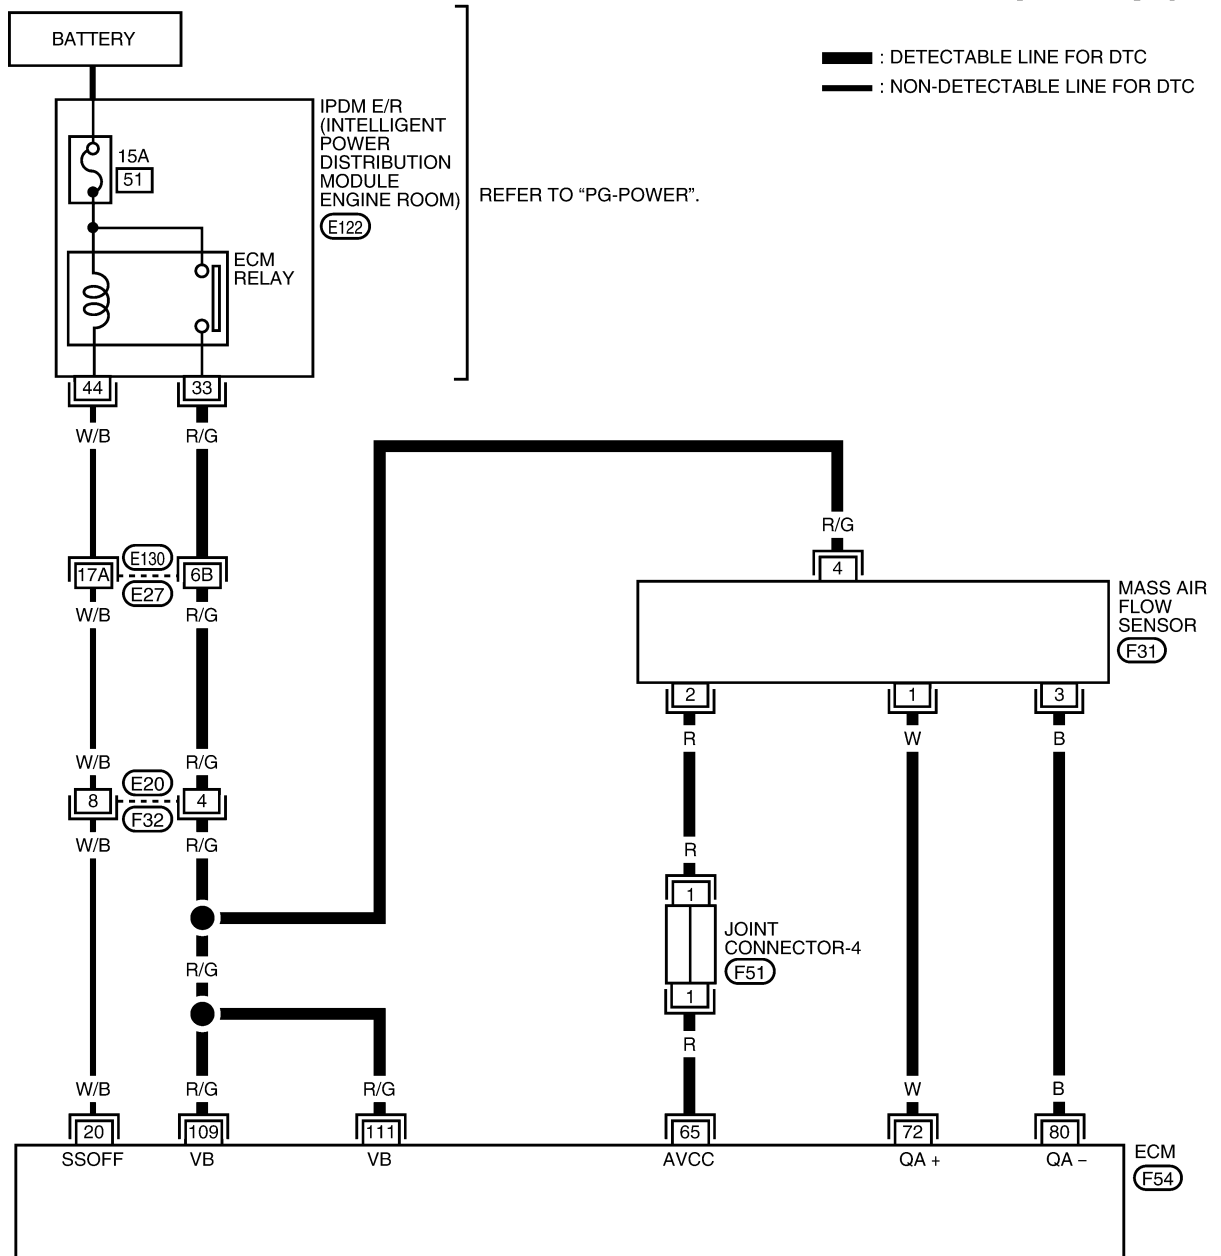 BATTERY
: DETECTABLE LINE FOR DTC
: NON-DETECTABLE LINE FOR DTC
IPDM E/R
(INTELLIGENT
POWER
DISTRIBUTION
MODULE
ENGINE ROOM)
E122
15A
51
REFER TO “PG-POWER”.
ECM
RELAY
44
33
W/B
R/G
R/G
4
17A
E130
E27
6B
W/B
R/G
MASS AIR
FLOW
SENSOR
F31
2
1
3
R
W
B
W/B
R/G
8
E20
F32
4
W/B
R/G
R
1
JOINT
CONNECTOR-4
F51
1
R/G
R
W/B
R/G
R/G
W
B
20
109
111
65
72
80
SSOFF
VB
VB
AVCC
QA +
QA –
ECM
F54